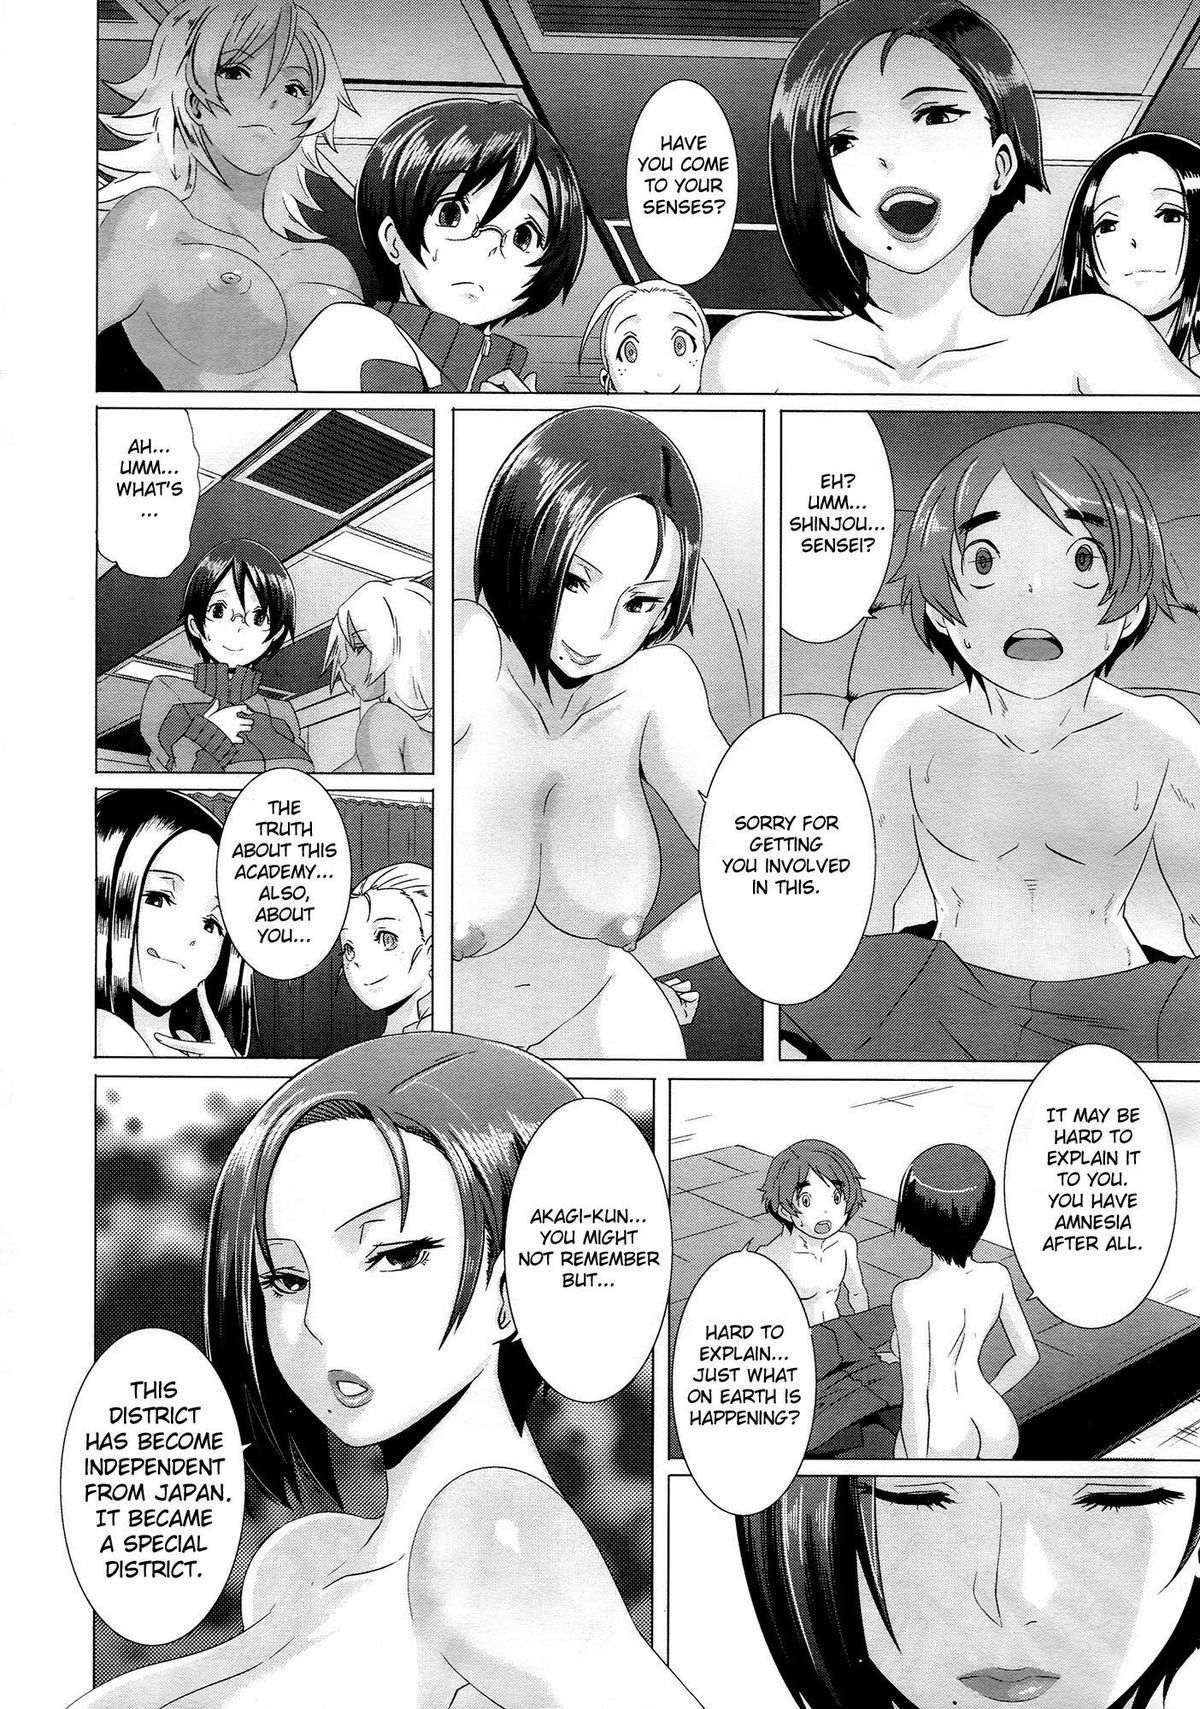 HAVE
YOU COME
TO YOUR
SENSES?
EH?
UMM...
SHINJOU...
SENSEI?
SORRY FOR
GETTING
YOU INVOLVED
IN THIS.
AH...
UMM...
WHAT'S
...
THE
TRUTH
ABOUT THIS
ACADEMY...
ALSO,
ABOUT
YOU...
IT MAY BE
HARD TO
EXPLAIN IT
TO YOU.
YOU HAVE
AMNESIA
AFTER ALL.
HARD TO
EXPLAIN...
JUST WHAT
ON EARTH IS
HAPPENING?
AKAGI-KUN...
YOU MIGHT
NOT REMEMBER
BUT...
THIS
DISTRICT
HAS BECOME
INDEPENDENT
FROM JAPAN.
IT BECAME
A SPECIAL
DISTRICT.